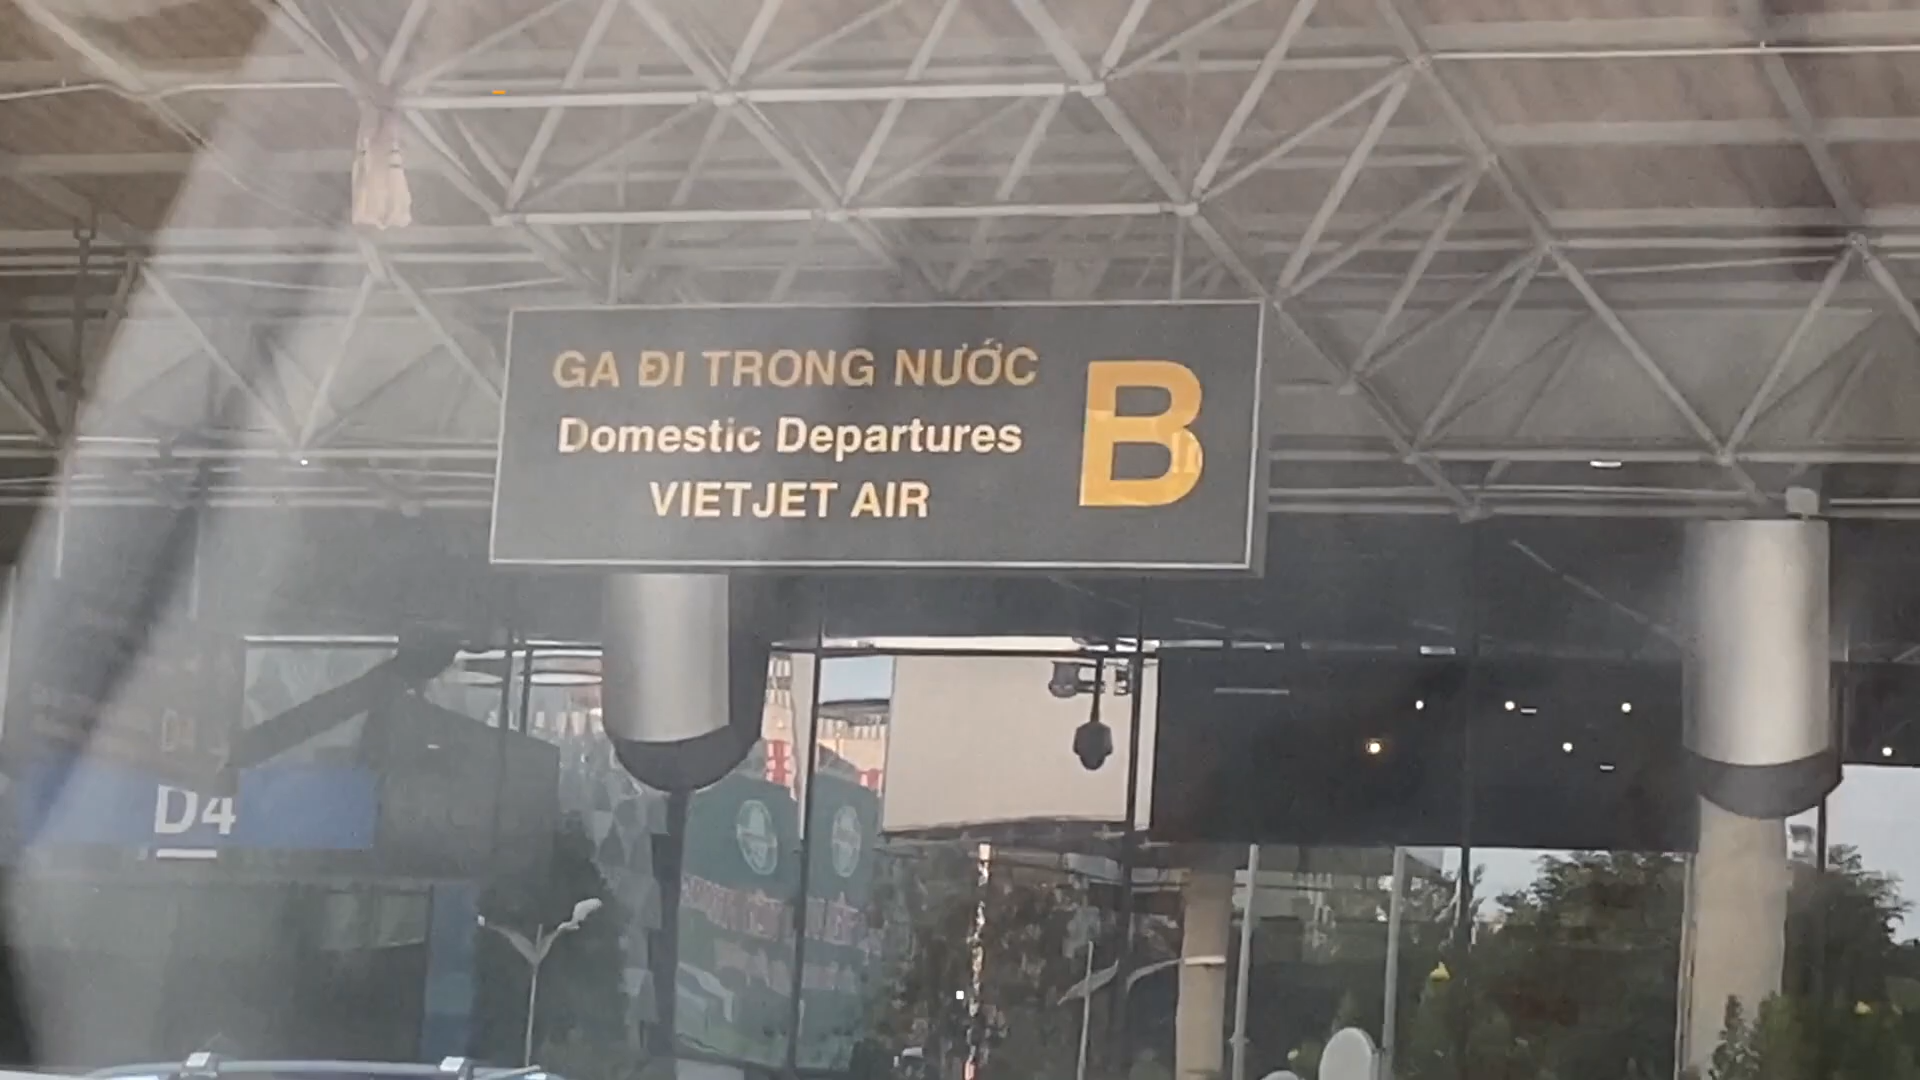 GA ĐI TRONG NƯỚC
Domestic Departures
VIETJET AIR
B
D4